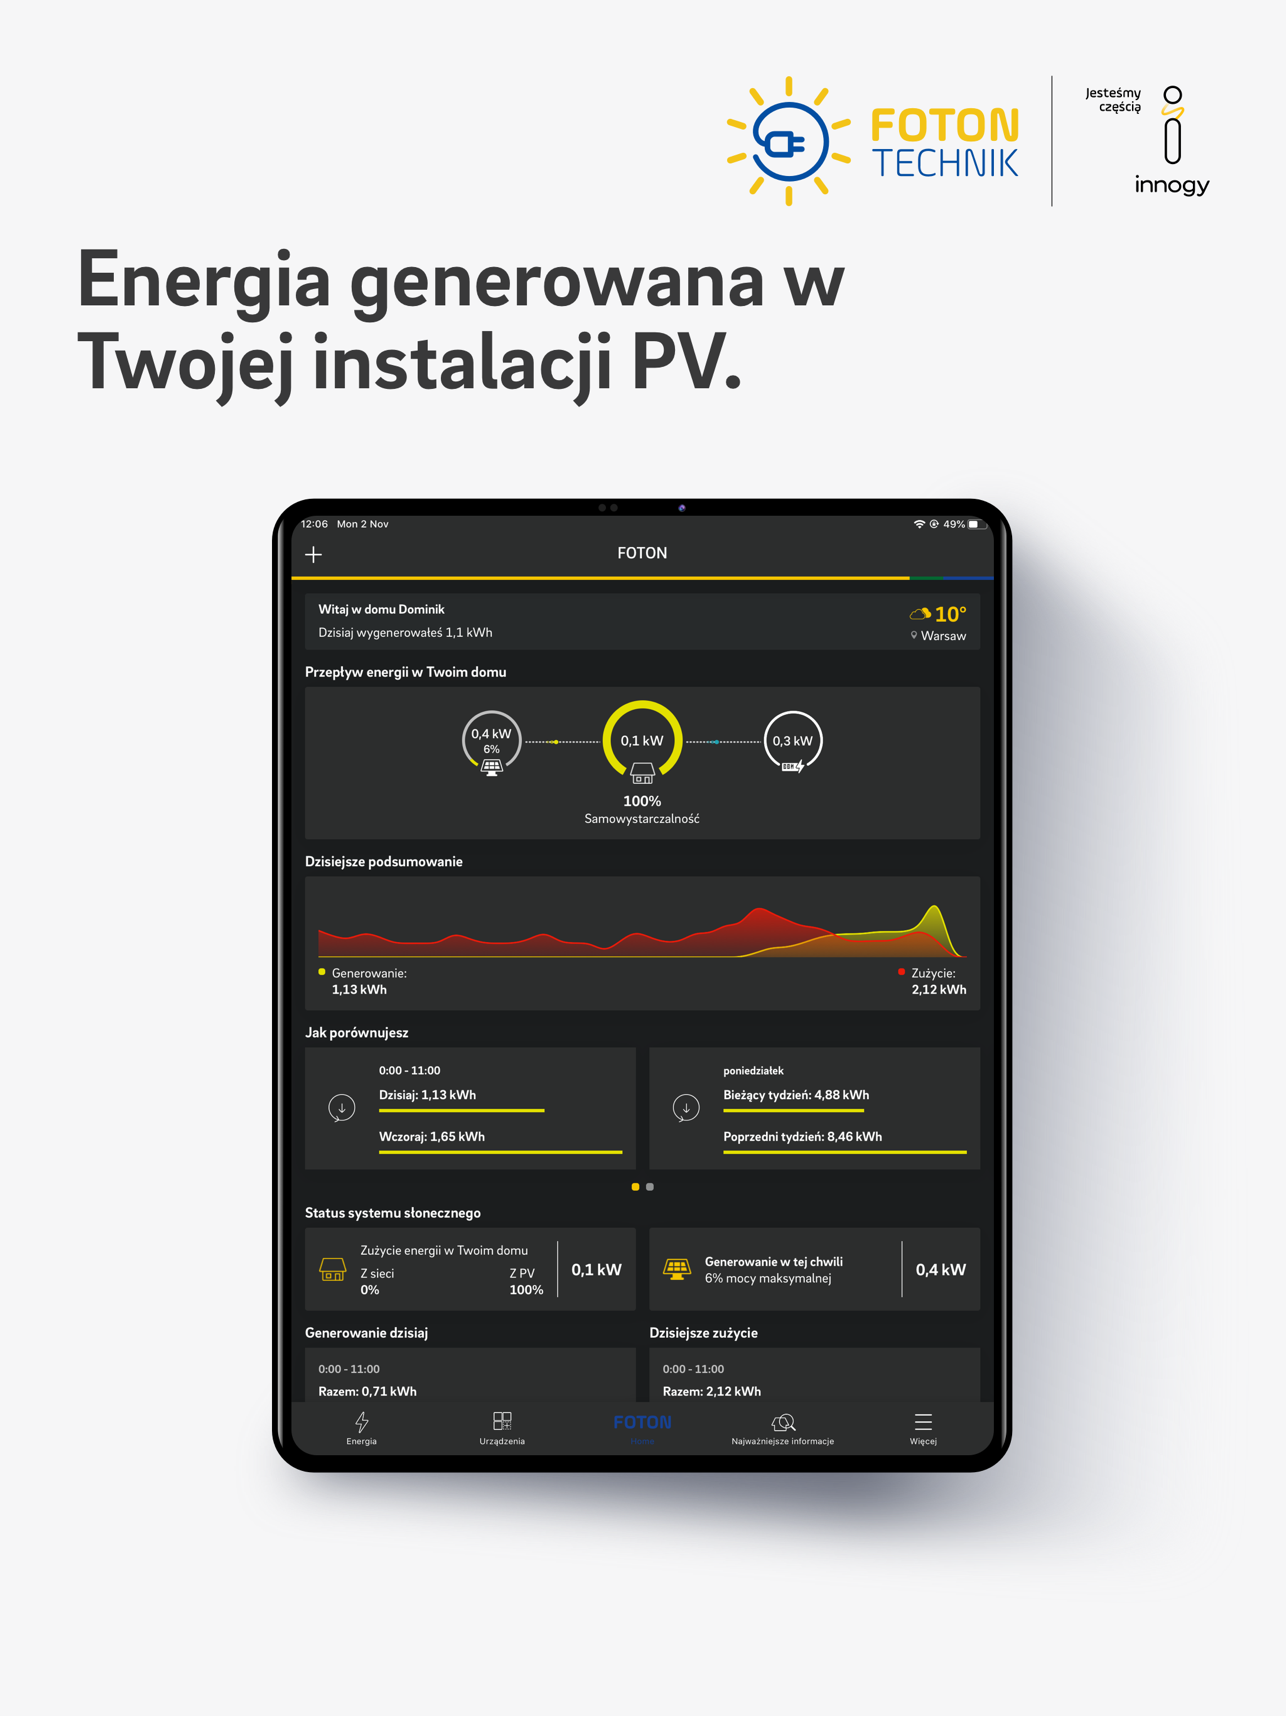 FOTON
TECHNIK
Jesteśmy
częścią
innogy
Energia generowana w
Twojej instalacji PV.
12:06 Mon 2 Nov
49%
FOTON
Witaj w domu Dominik
Dzisiaj wygenerowałeś 1,1 kWh
10°
Warsaw
Przepływ energii w Twoim domu
0,4 kW
6%
0,1 kW
0,3 kW
100%
Samowystarczalność
Dzisiejsze podsumowanie
Generowanie:
1,13 kWh
Zużycie:
2,12 kWh
Jak porównujesz
0:00 - 11:00
Dzisiaj: 1,13 kWh
Wczoraj: 1,65 kWh
poniedziałek
Bieżący tydzień: 4,88 kWh
Poprzedni tydzień: 8,46 kWh
Status systemu słonecznego
Zużycie energii w Twoim domu
Z sieci
0%
Z PV
100%
0,1 kW
Generowanie w tej chwili
6% mocy maksymalnej
0,4 kW
Generowanie dzisiaj
0:00 - 11:00
Razem: 0,71 kWh
Dzisiejsze zużycie
0:00 - 11:00
Razem: 2,12 kWh
Energia
Urządzenia
FOTON
Najważniejsze informacje
Więcej